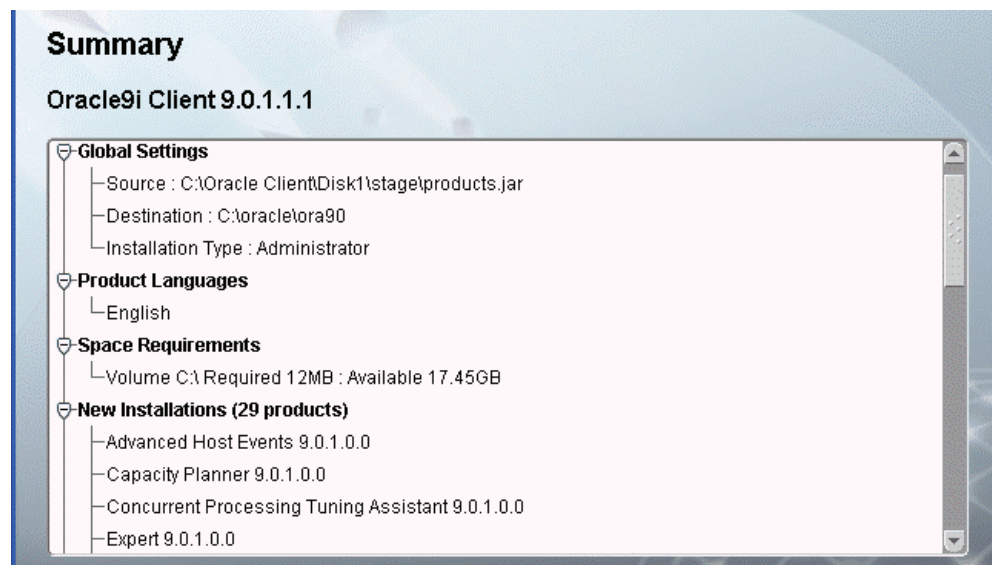 Summary
Oracle9i Client 9.0.1.1.1
Global Settings
Source : C:\Oracle Client\Disk1\stage\products.jar
Destination : C:\oracle\ora90
Installation Type : Administrator
Product Languages
English
Space Requirements
Volume C:\ Required 12MB : Available 17.45GB
New Installations (29 products)
Advanced Host Events 9.0.1.0.0
Capacity Planner 9.0.1.0.0
Concurrent Processing Tuning Assistant 9.0.1.0.0
Expert 9.0.1.0.0